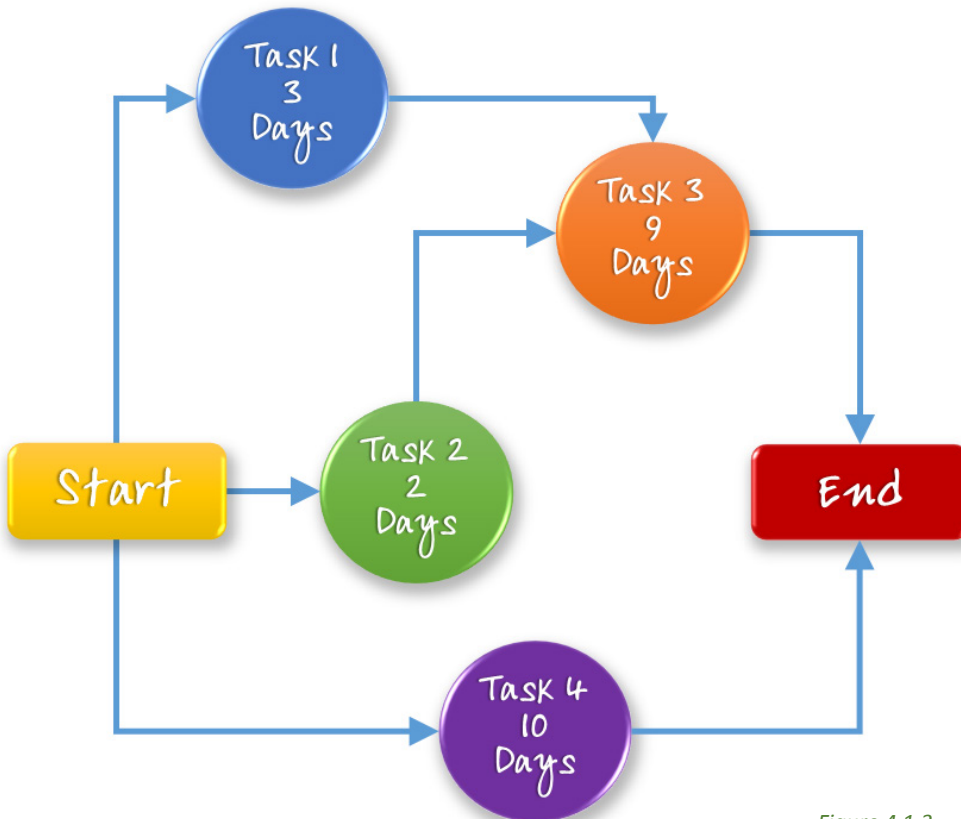 Task 1
3
Days
Task 3
9
Days
Task 2
2
Days
Start
End
Task 4
10
Days